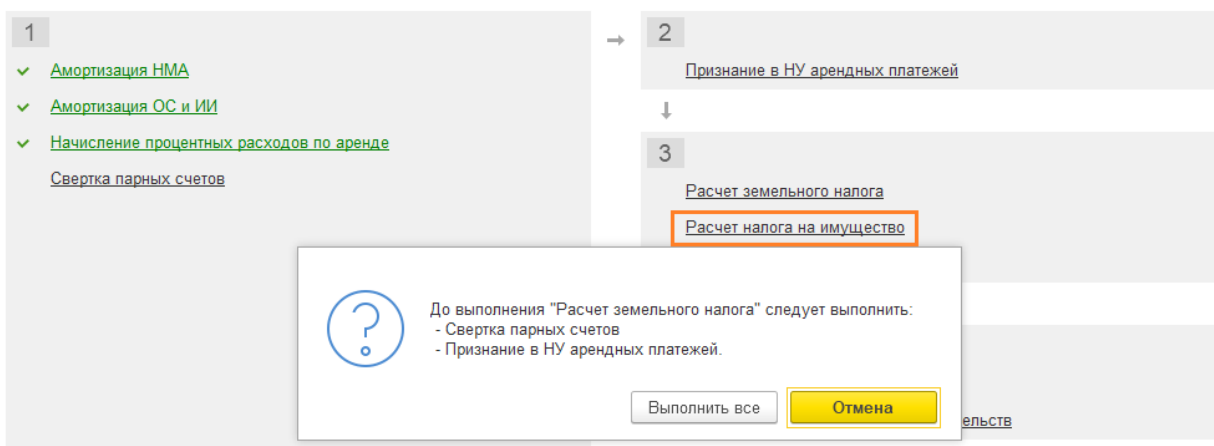 1
Амортизация НМА
Амортизация ОС и ИИ
Начисление процентных расходов по аренде
Свертка парных счетов
2
Признание в НУ арендных платежей
3
Расчет земельного налога
Расчет налога на имущество
До выполнения "Расчет земельного налога" следует выполнить:
- Свертка парных счетов
- Признание в НУ арендных платежей.
Выполнить все
Отмена